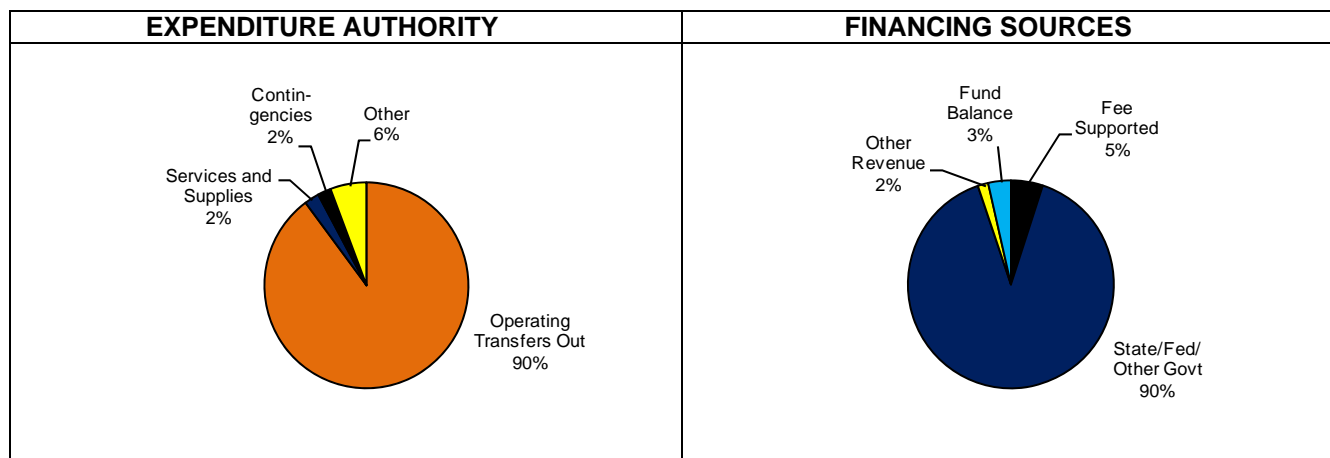 EXPENDITURE AUTHORITY
Contin-
gencies
2%
Other
6%
Services and
Supplies
2%
Operating
Transfers Out
90%
FINANCING SOURCES
Fund
Balance
3%
Fee
Supported
5%
Other
Revenue
2%
State/Fed/
Other Govt
90%